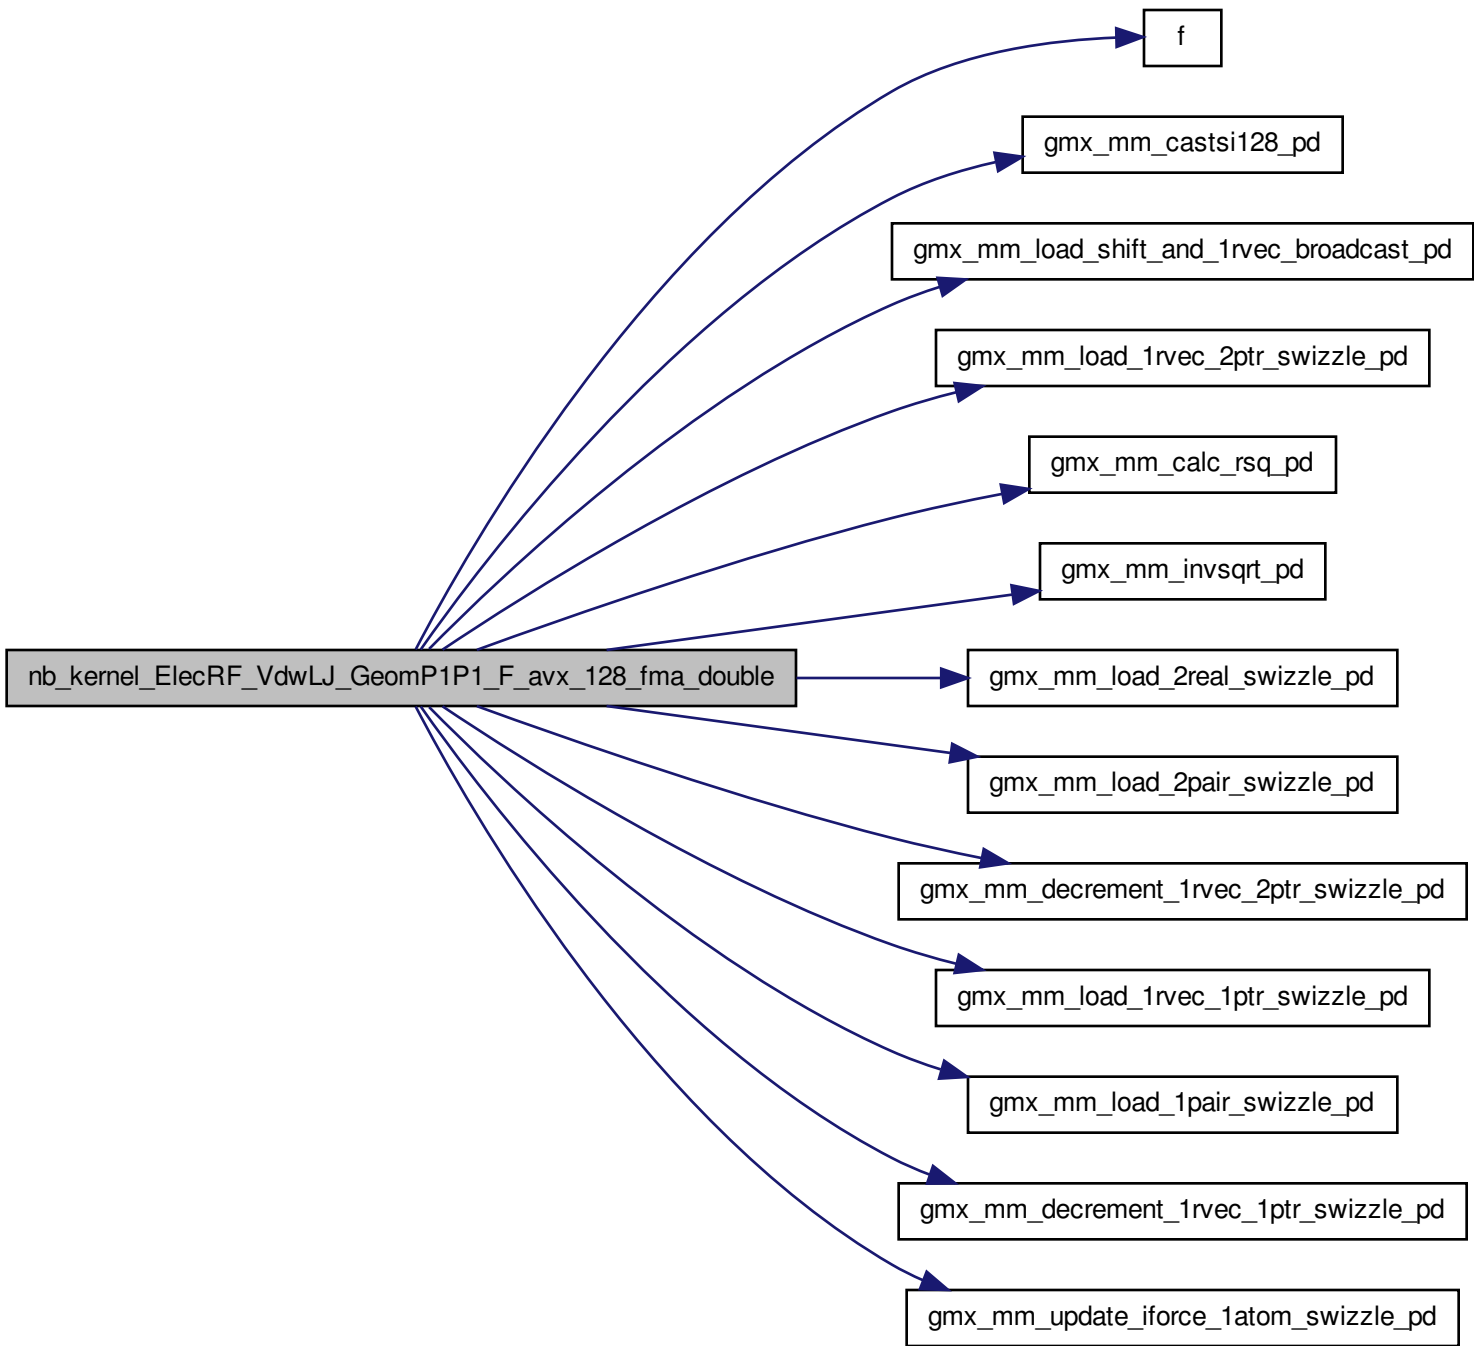 f
gmx_mm_castsi128_pd
gmx_mm_load_shift_and_1rvec_broadcast_pd
gmx_mm_load_1rvec_2ptr_swizzle_pd
gmx_mm_calc_rsq_pd
gmx_mm_invsqrt_pd
nb_kernel_ElecRF_VdwLJ_GeomP1P1_F_avx_128_fma_double
gmx_mm_load_2real_swizzle_pd
gmx_mm_load_2pair_swizzle_pd
gmx_mm_decrement_1rvec_2ptr_swizzle_pd
gmx_mm_load_1rvec_1ptr_swizzle_pd
gmx_mm_load_1pair_swizzle_pd
gmx_mm_decrement_1rvec_1ptr_swizzle_pd
gmx_mm_update_iforce_1atom_swizzle_pd